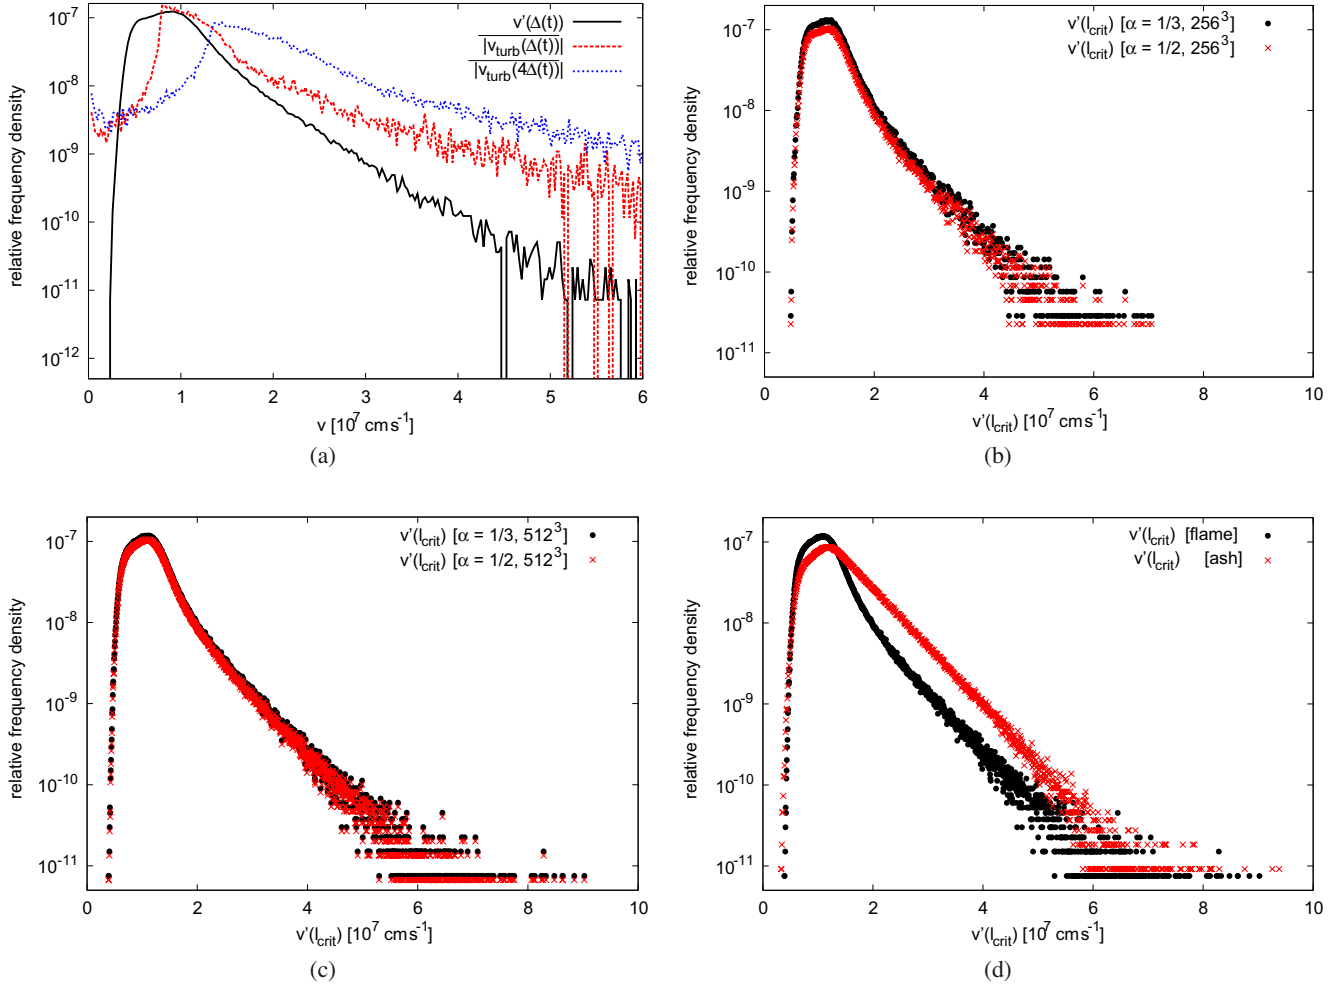 10^-7
10^-8
10^-9
10^-10
10^-11
10^-12
relative frequency density
v'(Δ(t))
|v_turb(Δ(t))|
|v_turb(4Δ(t))|
0 1 2 3 4 5 6
v [10^7 cm s^-1]
(a)
10^-7
10^-8
10^-9
10^-10
10^-11
relative frequency density
v'(l_crit) [α = 1/3, 256^3]
v'(l_crit) [α = 1/2, 256^3]
0 2 4 6 8 10
v'(l_crit) [10^7 cm s^-1]
(b)
10^-7
10^-8
10^-9
10^-10
10^-11
relative frequency density
v'(l_crit) [α = 1/3, 512^3]
v'(l_crit) [α = 1/2, 512^3]
0 2 4 6 8 10
v'(l_crit) [10^7 cm s^-1]
(c)
10^-7
10^-8
10^-9
10^-10
10^-11
relative frequency density
v'(l_crit) [flame]
v'(l_crit) [ash]
0 2 4 6 8 10
v'(l_crit) [10^7 cm s^-1]
(d)